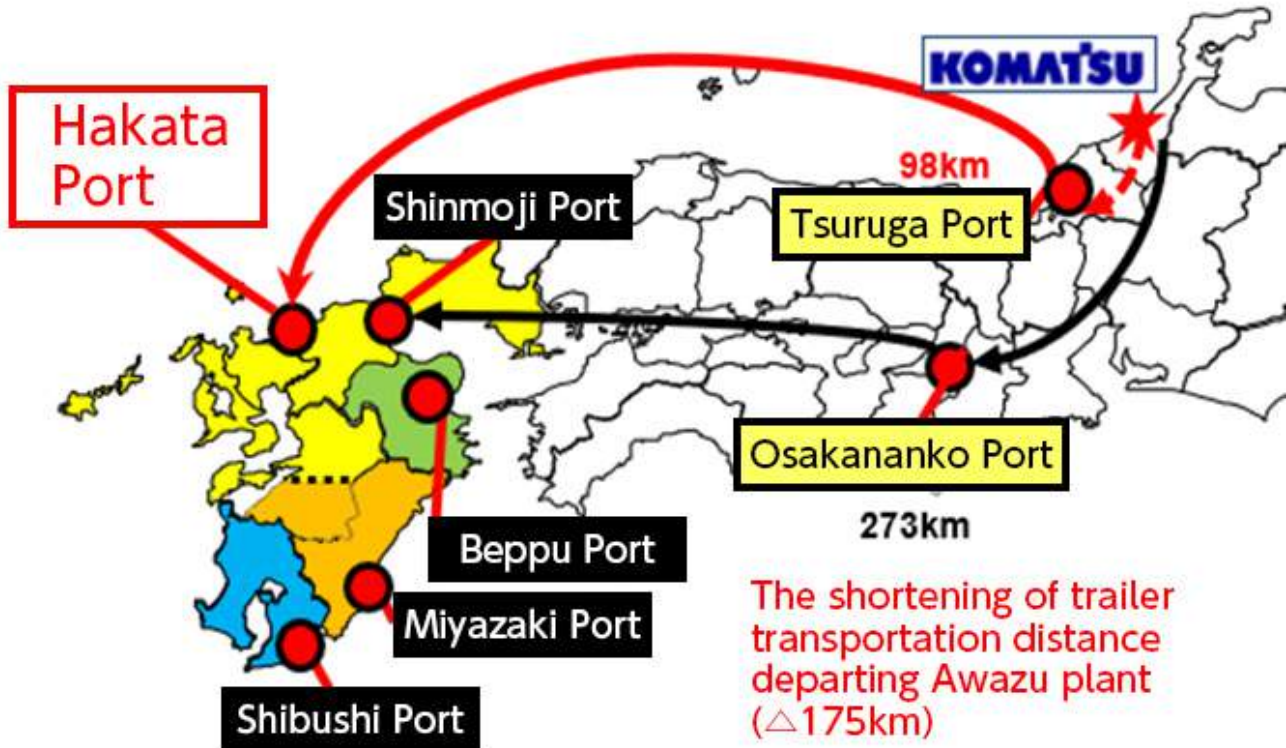 KOMATSU
Hakata
Port
98km
Shinmoji Port
Tsuruga Port
Osakananko Port
273km
Beppu Port
Miyazaki Port
Shibushi Port
The shortening of trailer
transportation distance
departing Awazu plant
(△175km)